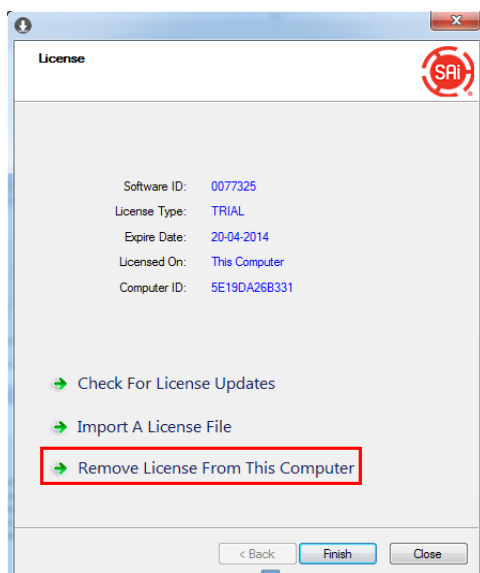 License
SAi
Software ID: 0077325
License Type: TRIAL
Expire Date: 20-04-2014
Licensed On: This Computer
Computer ID: 5E19DA26B331
Check For License Updates
Import A License File
Remove License From This Computer
< Back Finish Close